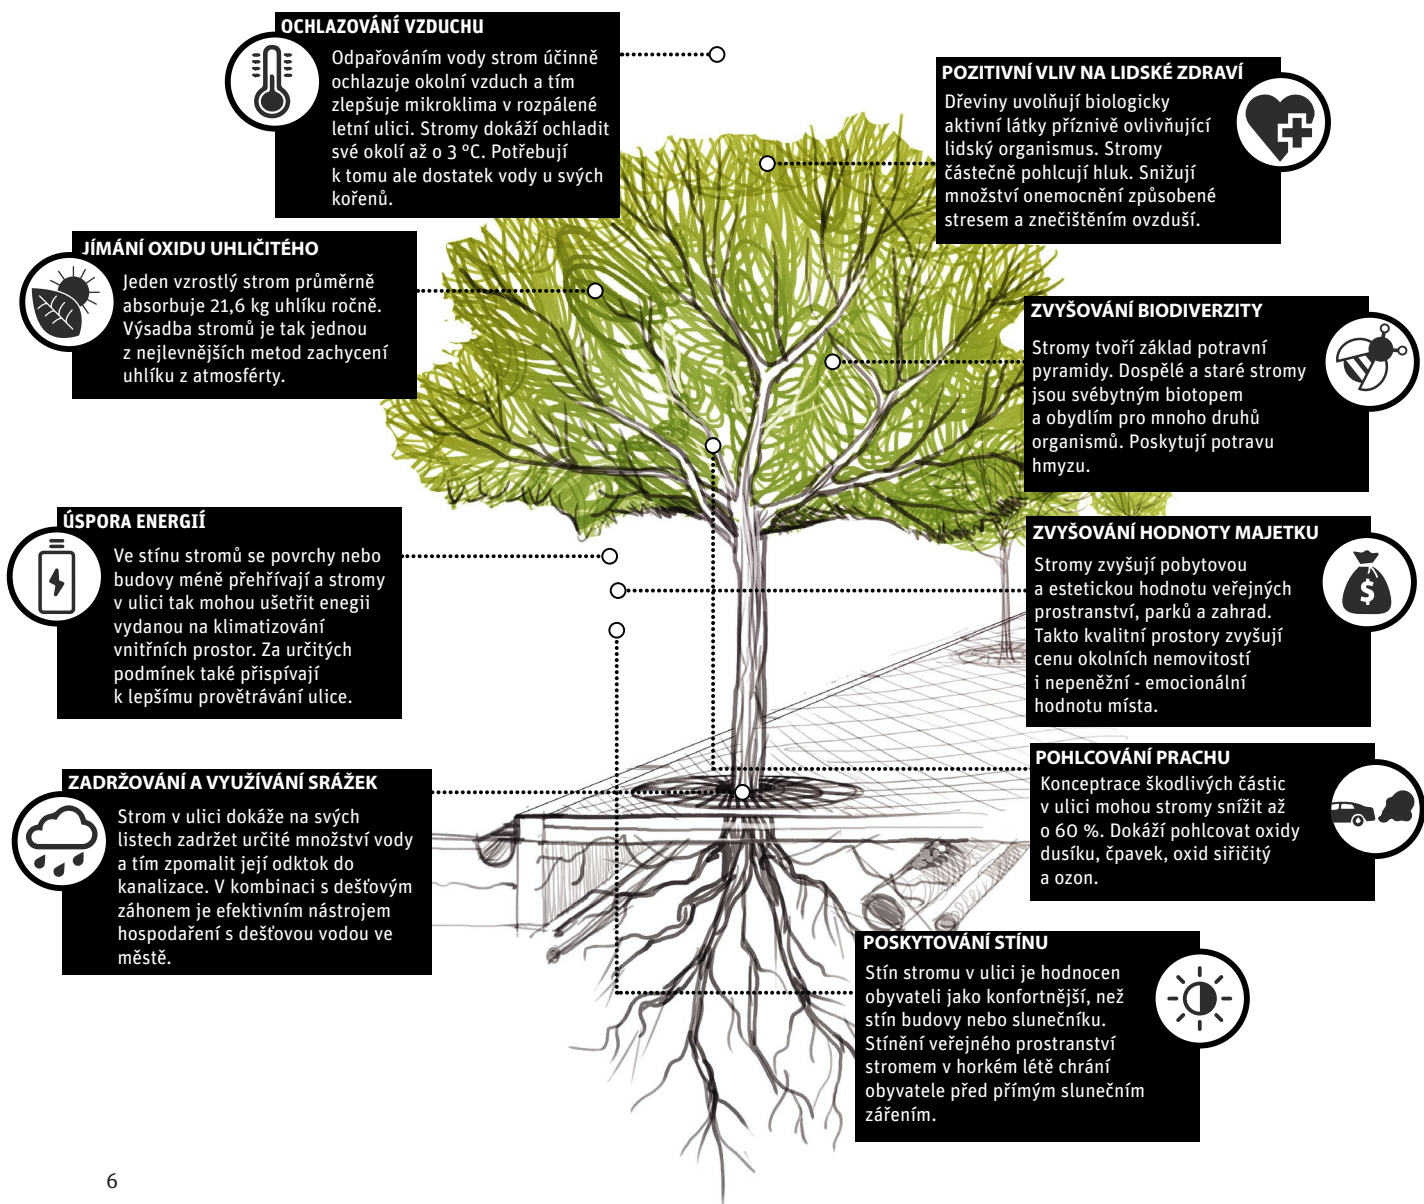 OCHLAZOVÁNÍ VZDUCHU
Odpařováním vody strom účinně
ochlazuje okolní vzduch a tím
zlepšuje mikroklima v rozpálené
letní ulici. Stromy dokáží ochladit
své okolí až o 3 °C. Potřebují
k tomu ale dostatek vody u svých
kořenů.
POZITIVNÍ VLIV NA LIDSKÉ ZDRAVÍ
Dřeviny uvolňují biologicky
aktivní látky příznivě ovlivňující
lidský organismus. Stromy
částečně pohlcují hluk. Snižují
množství onemocnění způsobené
stresem a znečištěním ovzduší.
JÍMÁNÍ OXIDU UHLIČITÉHO
Jeden vzrostlý strom průměrně
absorbuje 21,6 kg uhlíku ročně.
Výsadba stromů je tak jednou
z nejlevnějších metod zachycení
uhlíku z atmosférty.
ZVYŠOVÁNÍ BIODIVERZITY
Stromy tvoří základ potravní
pyramidy. Dospělé a staré stromy
jsou svébytným biotopem
a obydlím pro mnoho druhů
organismů. Poskytují potravu
hmyzu.
ÚSPORA ENERGIÍ
Ve stínu stromů se povrchy nebo
budovy méně přehřívají a stromy
v ulici tak mohou ušetřit enegii
vydanou na klimatizování
vnitřních prostor. Za určitých
podmínek také přispívají
k lepšímu provětrávání ulice.
ZVYŠOVÁNÍ HODNOTY MAJETKU
Stromy zvyšují pobytovou
a estetickou hodnotu veřejných
prostranství, parků a zahrad.
Takto kvalitní prostory zvyšují
cenu okolních nemovitostí
i nepeněžní - emocionální
hodnotu místa.
$
ZADRŽOVÁNÍ A VYUŽÍVÁNÍ SRÁŽEK
Strom v ulici dokáže na svých
listech zadržet určité množství vody
a tím zpomalit její odktok do
kanalizace. V kombinaci s dešťovým
záhonem je efektivním nástrojem
hospodaření s dešťovou vodou ve
městě.
POHLCOVÁNÍ PRACHU
Konceptrace škodlivých částic
v ulici mohou stromy snížit až
o 60 %. Dokáží pohlcovat oxidy
dusíku, čpavek, oxid siřičitý
a ozon.
POSKYTOVÁNÍ STÍNU
Stín stromu v ulici je hodnocen
obyvateli jako konfortnější, než
stín budovy nebo slunečníku.
Stínění veřejného prostranství
stromem v horkém létě chrání
obyvatele před přímým slunečním
zářením.
6